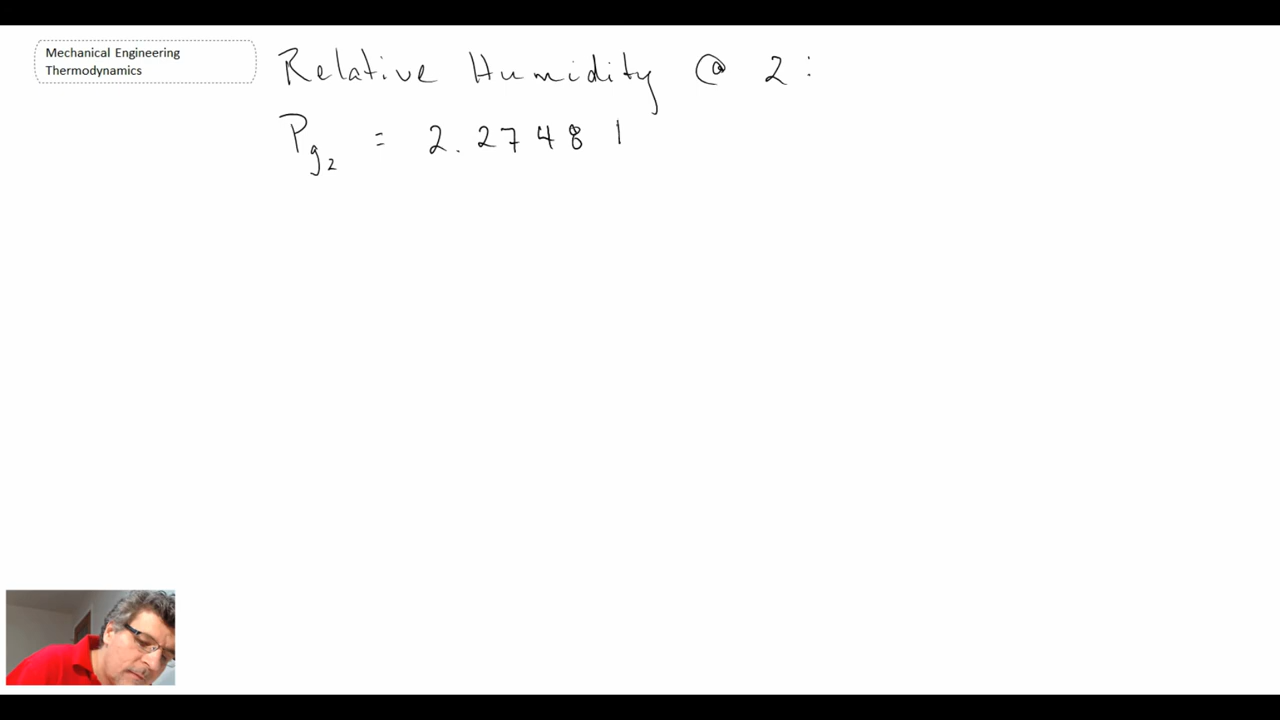 Mechanical Engineering
Thermodynamics
Relative Humidity @ 2:
Pg2 = 2.2748 |